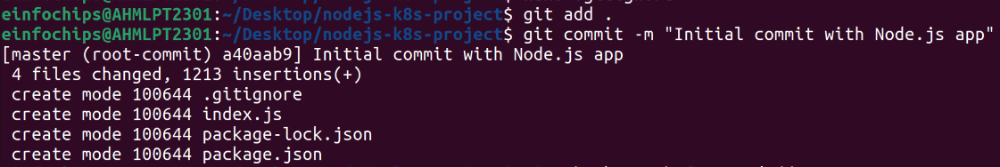 einfochips@AHMLPT2301:~/Desktop/nodejs-k8s-project$ git add .
einfochips@AHMLPT2301:~/Desktop/nodejs-k8s-project$ git commit -m "Initial commit with Node.js app"
[master (root-commit) a40aab9] Initial commit with Node.js app
 4 files changed, 1213 insertions(+)
 create mode 100644 .gitignore
 create mode 100644 index.js
 create mode 100644 package-lock.json
 create mode 100644 package.json